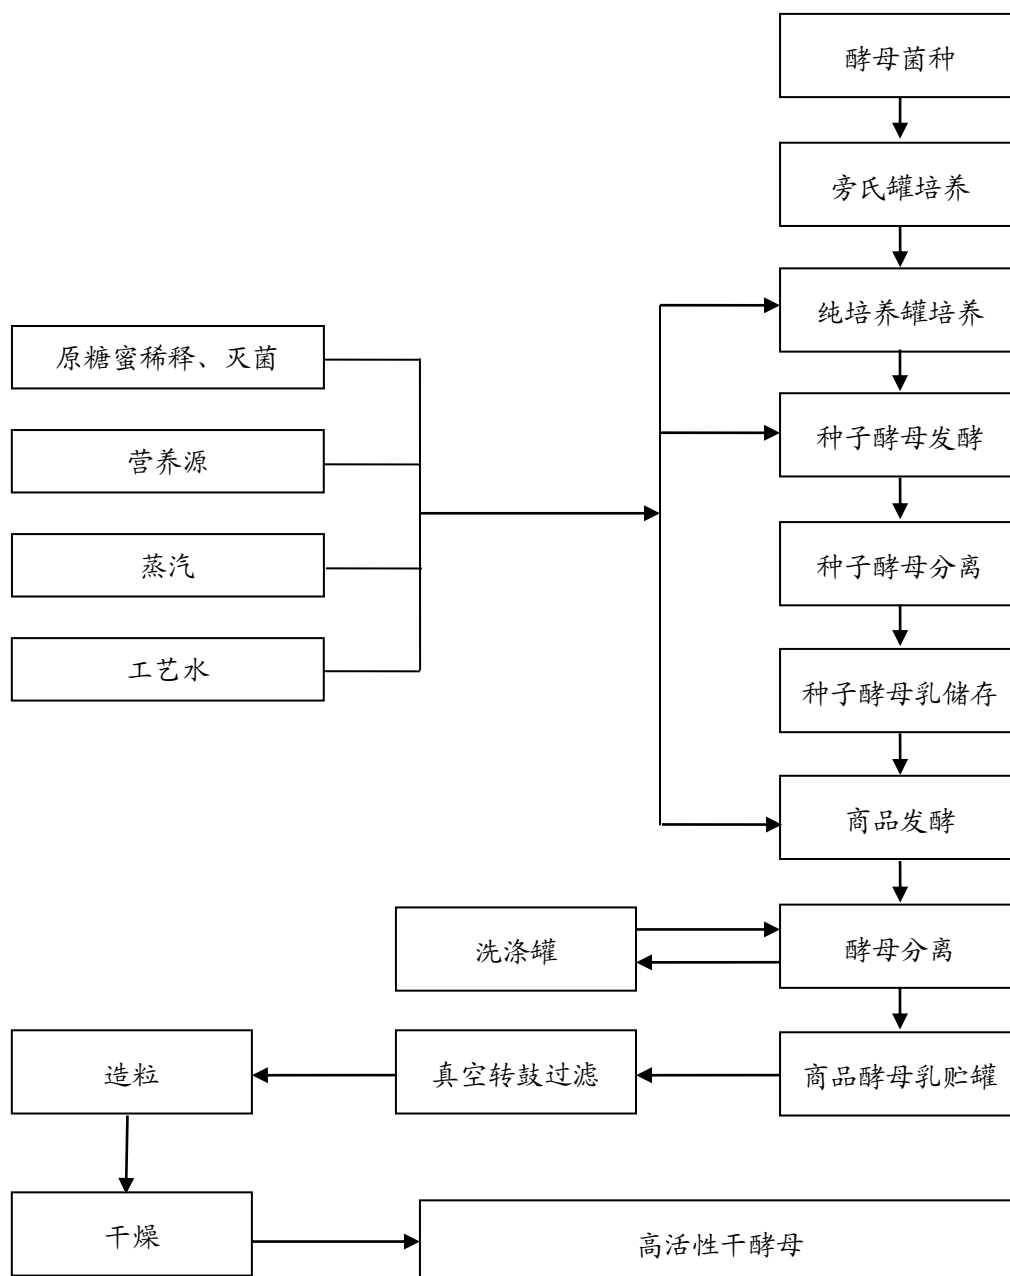 酵母菌种
旁氏罐培养
纯培养罐培养
原糖蜜稀释、灭菌
种子酵母发酵
营养源
蒸汽
种子酵母分离
工艺水
种子酵母乳储存
商品发酵
洗涤罐
酵母分离
造粒
真空转鼓过滤
商品酵母乳贮罐
干燥
高活性干酵母